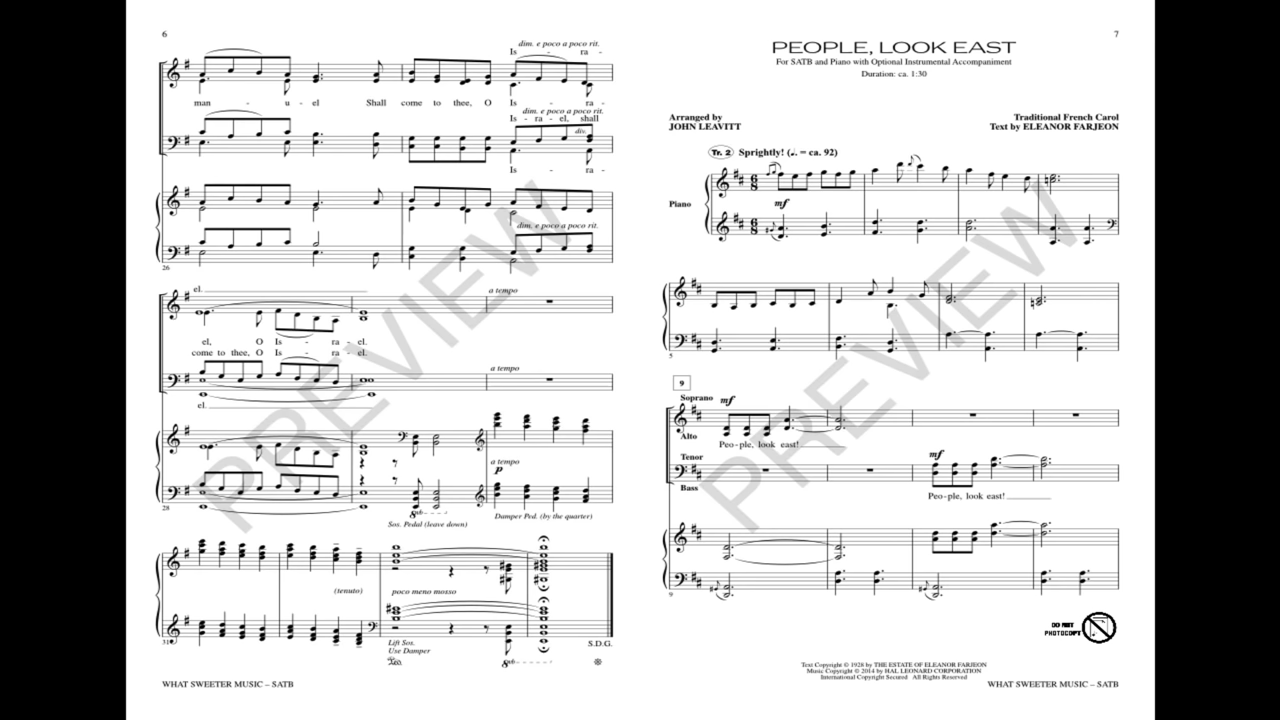 6
dim. e poco a poco rit.
Is - ra -
man - u - el Shall come to thee, O Is - ra -
dim. e poco a poco rit.
Is - ra - el, shall
div.
Is - ra -
dim. e poco a poco rit.
26
el.
a tempo
el, O Is - ra - el.
come to thee, O Is - ra - el.
a tempo
el.
a tempo
p
28
8vb
Sos. Pedal (leave down)
Damper Ped. (by the quarter)
(tenuto)
poco meno mosso
31
Lift Sos.
Use Damper
S.D.G.
Ped.
8vb
WHAT SWEETER MUSIC – SATB
7
PEOPLE, LOOK EAST
For SATB and Piano with Optional Instrumental Accompaniment
Duration: ca. 1:30
Arranged by
JOHN LEAVITT
Traditional French Carol
Text by ELEANOR FARJEON
Tr. 2 Sprightly! (♩. = ca. 92)
Piano
mf
5
9
Soprano
mf
Alto
Peo - ple, look east!
Tenor
mf
Bass
Peo - ple, look east!
9
DO NOT
PHOTOCOPY
Text Copyright © 1928 by THE ESTATE OF ELEANOR FARJEON
Music Copyright © 2014 by HAL LEONARD CORPORATION
International Copyright Secured All Rights Reserved
WHAT SWEETER MUSIC – SATB
PREVIEW
PREVIEW